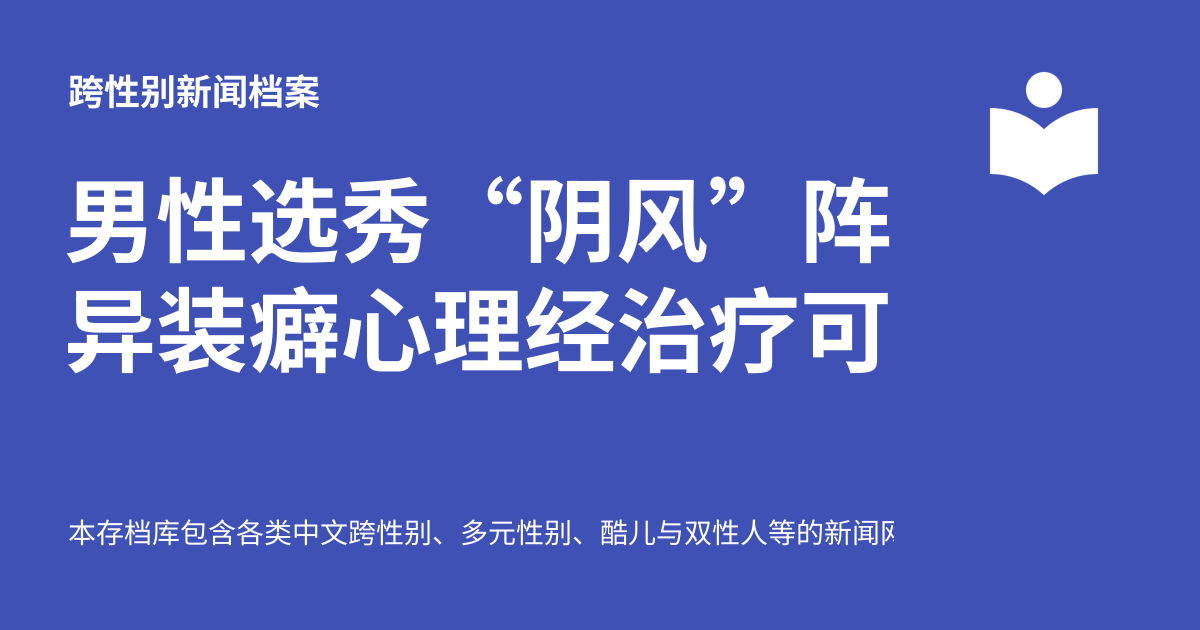 跨性别新闻档案
男性选秀“阴风”阵
异装癖心理经治疗可
本存档库包含各类中文跨性别、多元性别、酷儿与双性人等的新闻网